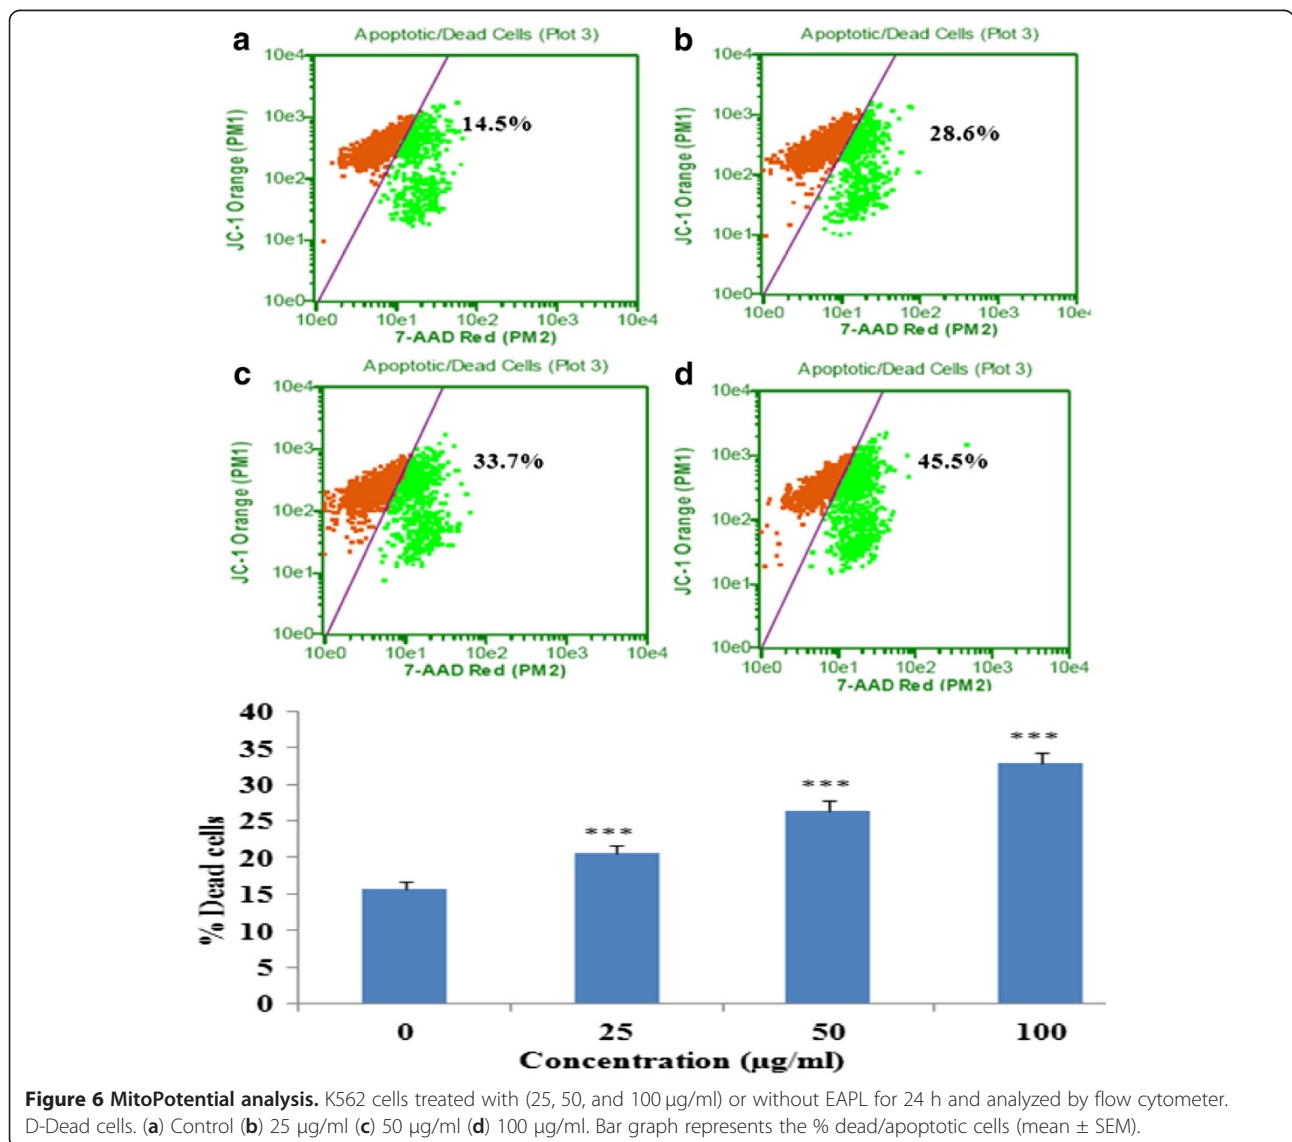 a
Apoptotic/Dead Cells (Plot 3)
10e4
10e3
10e2
10e1
10e0
JC-1 Orange (PM1)
14.5%
10e0 10e1 10e2 10e3 10e4
7-AAD Red (PM2)
b
Apoptotic/Dead Cells (Plot 3)
10e4
10e3
10e2
10e1
10e0
JC-1 Orange (PM1)
28.6%
10e0 10e1 10e2 10e3 10e4
7-AAD Red (PM2)
c
Apoptotic/Dead Cells (Plot 3)
10e4
10e3
10e2
10e1
10e0
JC-1 Orange (PM1)
33.7%
10e0 10e1 10e2 10e3 10e4
7-AAD Red (PM2)
d
Apoptotic/Dead Cells (Plot 3)
10e4
10e3
10e2
10e1
10e0
JC-1 Orange (PM1)
45.5%
10e0 10e1 10e2 10e3 10e4
7-AAD Red (PM2)
40
35
30
25
20
15
10
5
0
% Dead cells
***
***
***
0 25 50 100
Concentration (µg/ml)
Figure 6 MitoPotential analysis. K562 cells treated with (25, 50, and 100 µg/ml) or without EAPL for 24 h and analyzed by flow cytometer.
D-Dead cells. (a) Control (b) 25 µg/ml (c) 50 µg/ml (d) 100 µg/ml. Bar graph represents the % dead/apoptotic cells (mean ± SEM).